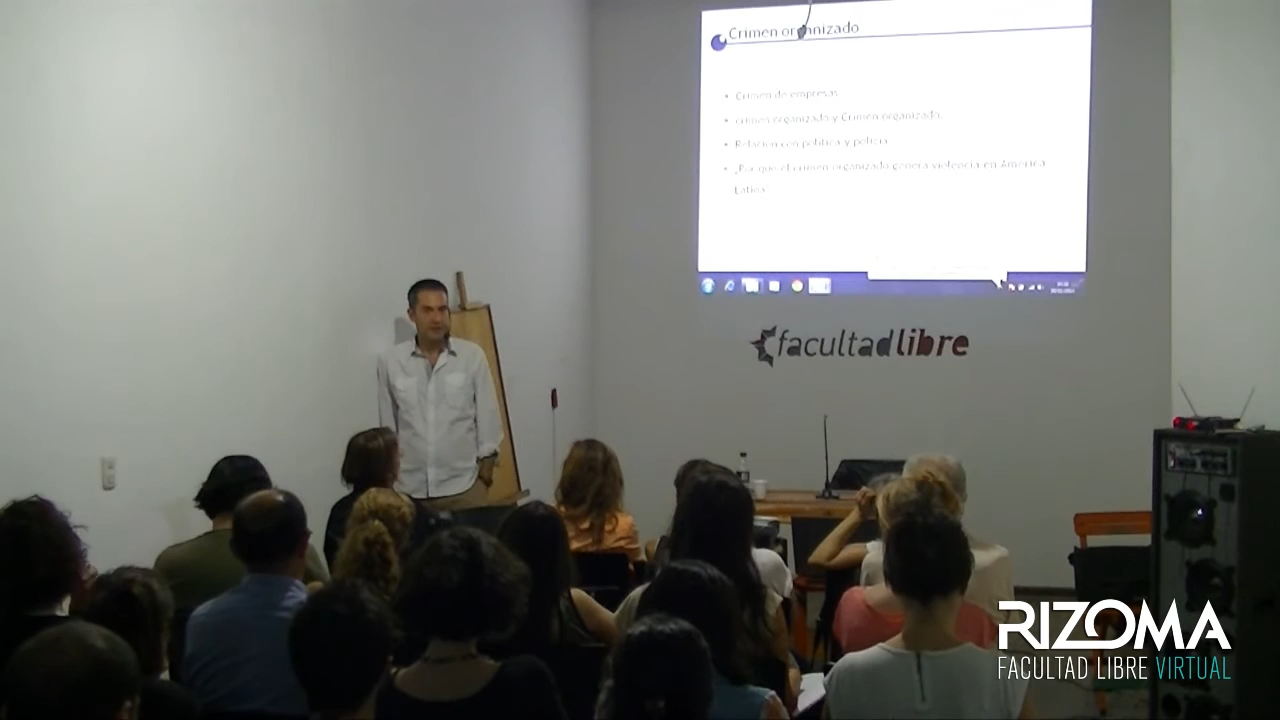 Crimen organizado
• Crimen de empresas
• crimen organizado y Crimen organizado.
• Relación con política y policía
• ¿Por qué el crimen organizado genera violencia en América
Latina
facultadlibre
RIZOMA
FACULTAD LIBRE VIRTUAL